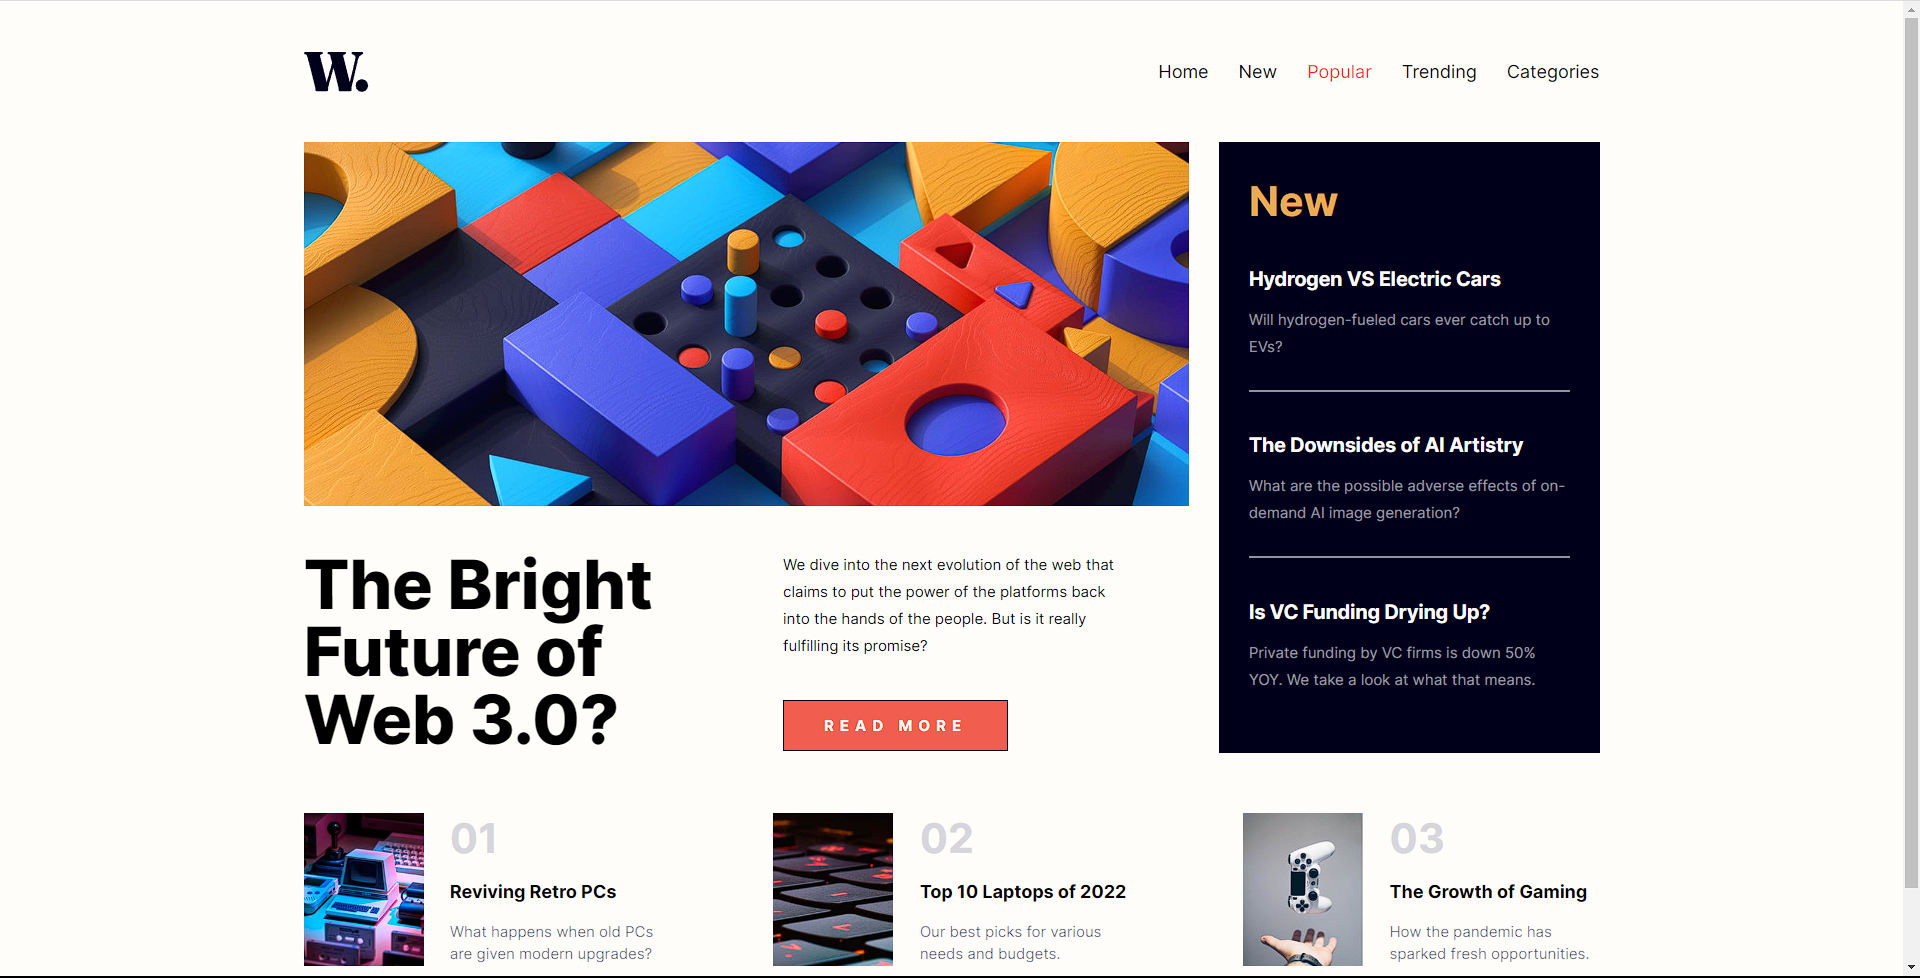 W.
Home New Popular Trending Categories
New
Hydrogen VS Electric Cars
Will hydrogen-fueled cars ever catch up to
EVs?
The Downsides of AI Artistry
What are the possible adverse effects of on-
demand AI image generation?
Is VC Funding Drying Up?
Private funding by VC firms is down 50%
YOY. We take a look at what that means.
The Bright
Future of
Web 3.0?
We dive into the next evolution of the web that
claims to put the power of the platforms back
into the hands of the people. But is it really
fulfilling its promise?
READ MORE
01
Reviving Retro PCs
What happens when old PCs
are given modern upgrades?
02
Top 10 Laptops of 2022
Our best picks for various
needs and budgets.
03
The Growth of Gaming
How the pandemic has
sparked fresh opportunities.